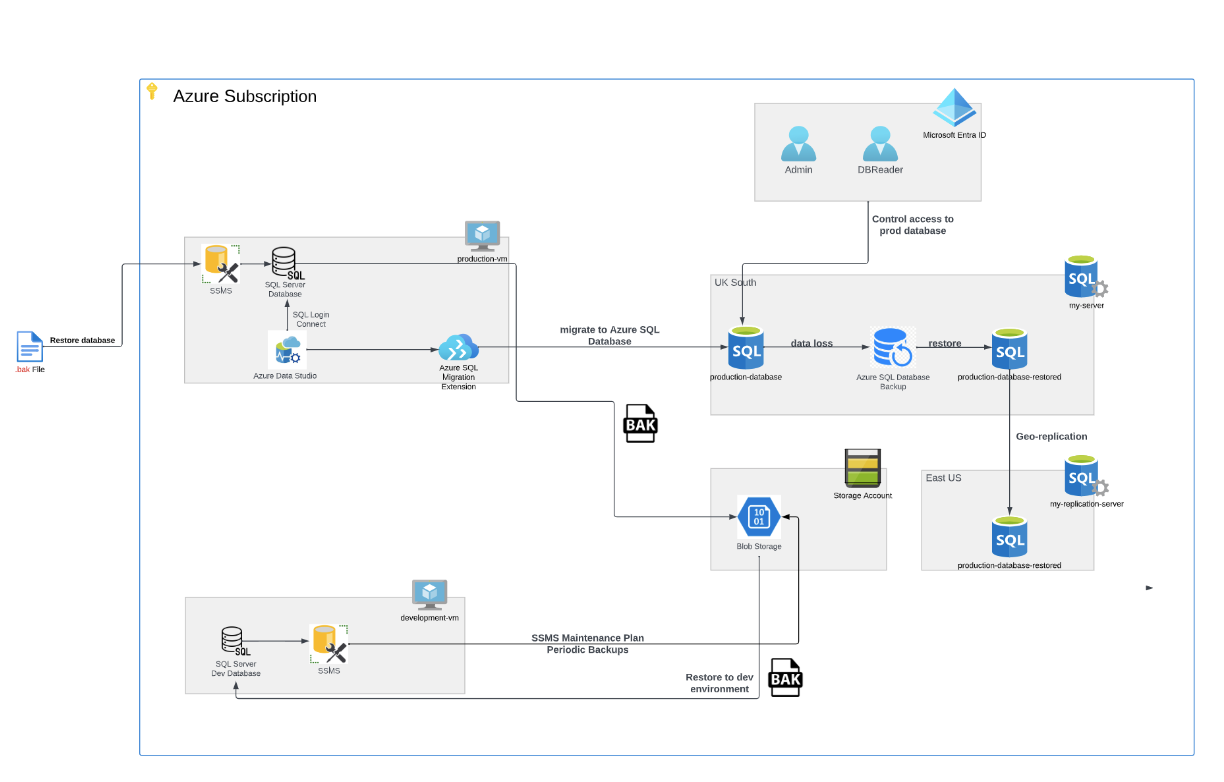 Azure Subscription
Microsoft Entra ID
Admin
DBReader
Control access to
prod database
production-vm
SSMS
SQL
SQL Server
Database
SQL Login
Connect
Restore database
.bak File
Azure Data Studio
Azure SQL
Migration
Extension
migrate to Azure SQL
Database
UK South
SQL
my-server
SQL
production-database
data loss
Azure SQL Database
Backup
restore
SQL
production-database-restored
BAK
Geo-replication
Storage Account
10
01
Blob Storage
East US
SQL
my-replication-server
SQL
production-database-restored
development-vm
SQL
SQL Server
Dev Database
SSMS
SSMS Maintenance Plan
Periodic Backups
Restore to dev
environment
BAK